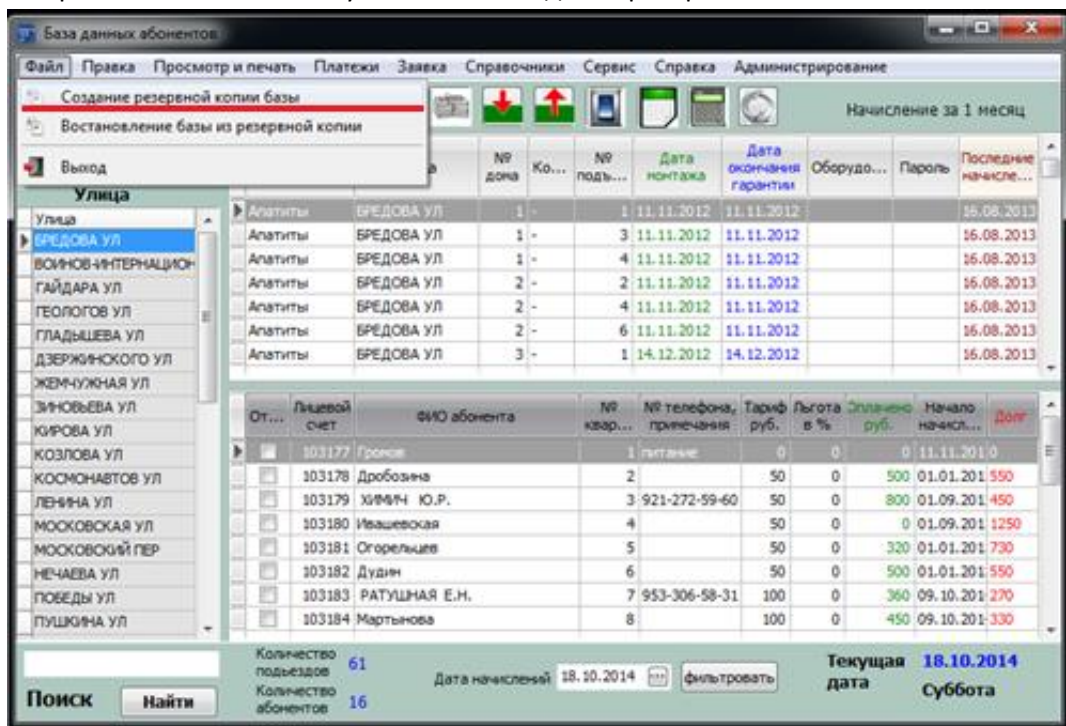 База данных абонентов
Файл Правка Просмотр и печать Платежи Заявка Справочники Сервис Справка Администрирование
Создание резервной копии базы
Востановление базы из резервной копии
Выход
Начисление за 1 месяц
№ дома Ко... № подъ... Дата монтажа Дата окончания гарантии Оборудо... Пароль Последние начисле...
Апатиты БРЕДОВА УЛ 1 - 1 11.11.2012 11.11.2012 16.08.2013
Апатиты БРЕДОВА УЛ 1 - 3 11.11.2012 11.11.2012 16.08.2013
Апатиты БРЕДОВА УЛ 1 - 4 11.11.2012 11.11.2012 16.08.2013
Апатиты БРЕДОВА УЛ 2 - 2 11.11.2012 11.11.2012 16.08.2013
Апатиты БРЕДОВА УЛ 2 - 4 11.11.2012 11.11.2012 16.08.2013
Апатиты БРЕДОВА УЛ 2 - 6 11.11.2012 11.11.2012 16.08.2013
Апатиты БРЕДОВА УЛ 3 - 1 14.12.2012 14.12.2012 16.08.2013
Улица
Улица
БРЕДОВА УЛ
ВОИНОВ-ИНТЕРНАЦИОН
ГАЙДАРА УЛ
ГЕОЛОГОВ УЛ
ГЛАДЫШЕВА УЛ
ДЗЕРЖИНСКОГО УЛ
ЖЕМЧУЖНАЯ УЛ
ЗИНОВЬЕВА УЛ
КИРОВА УЛ
КОЗЛОВА УЛ
КОСМОНАВТОВ УЛ
ЛЕНИНА УЛ
МОСКОВСКАЯ УЛ
МОСКОВСКИЙ ПЕР
НЕЧАЕВА УЛ
ПОБЕДЫ УЛ
ПУШКИНА УЛ
От... Лицевой счет ФИО абонента № квар... № телефона, примечания Тариф руб. Льгота в % Оплачено руб. Начало начисл... Долг
103177 Громов 1 питание 0 0 0 11.11.201 0
103178 Дробозина 2 50 0 500 01.01.201 550
103179 ХИМИЧ Ю.Р. 3 921-272-59-60 50 0 800 01.09.201 450
103180 Ивашевская 4 50 0 0 01.09.201 1250
103181 Огорельцев 5 50 0 320 01.01.201 730
103182 Дудин 6 50 0 500 01.01.201 550
103183 РАТУШНАЯ Е.Н. 7 953-306-58-31 100 0 360 09.10.201 270
103184 Мартынова 8 100 0 450 09.10.201 330
Поиск Найти
Количество подъездов 61
Количество абонентов 16
Дата начислений 18.10.2014 фильтровать
Текущая дата 18.10.2014
Суббота